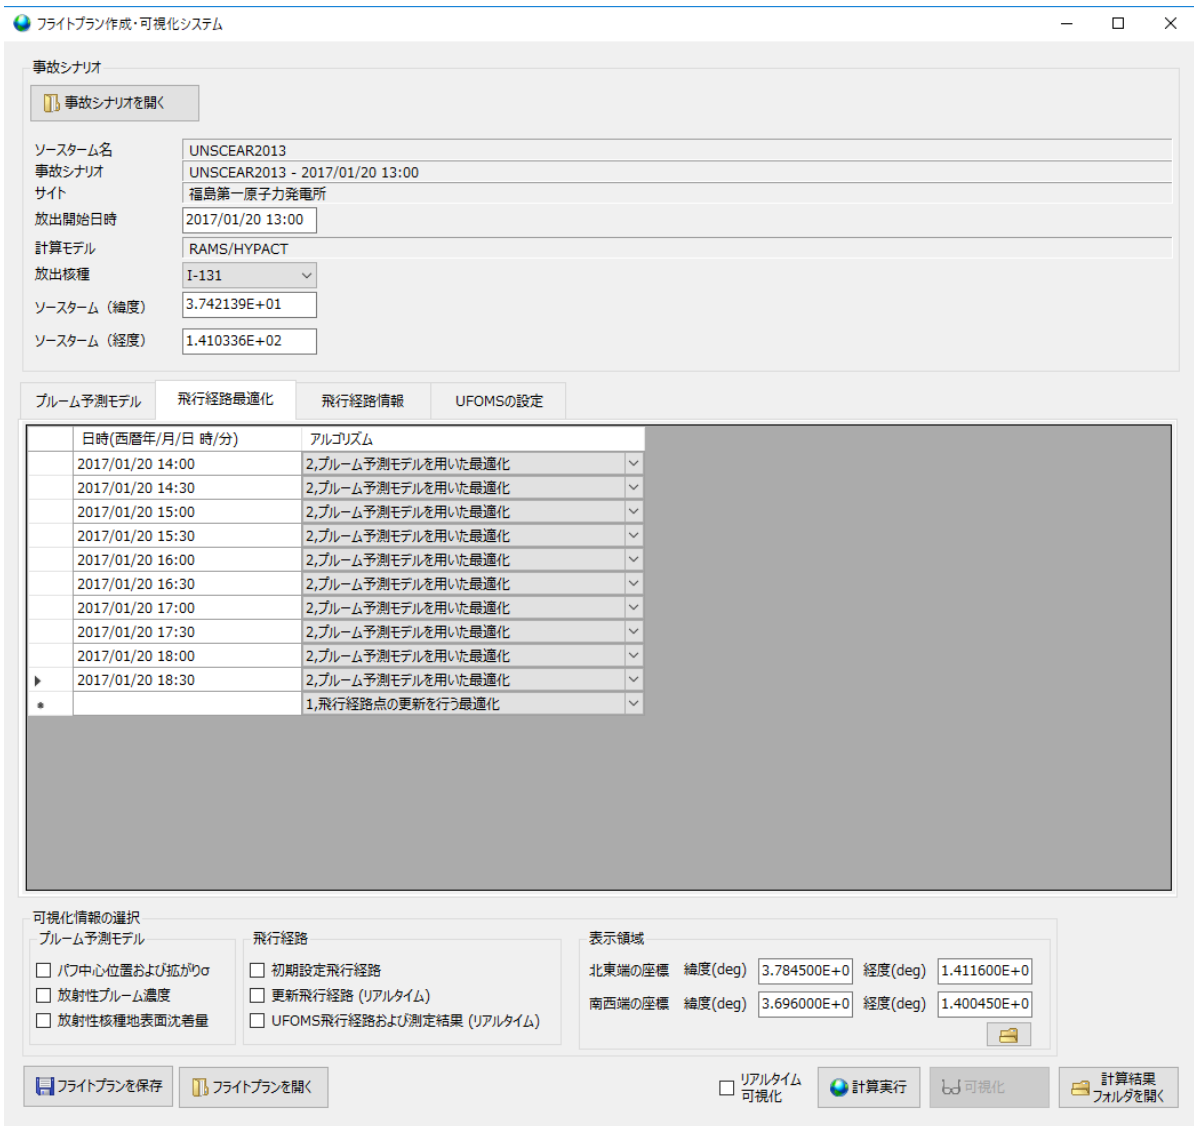 フライトプラン作成・可視化システム
事故シナリオ
事故シナリオを開く
ソースターム名 UNSCEAR2013
事故シナリオ UNSCEAR2013 - 2017/01/20 13:00
サイト 福島第一原子力発電所
放出開始日時 2017/01/20 13:00
計算モデル RAMS/HYPACT
放出核種 I-131
ソースターム（緯度） 3.742139E+01
ソースターム（経度） 1.410336E+02
プルーム予測モデル 飛行経路最適化 飛行経路情報 UFOMSの設定
日時(西暦年/月/日 時/分) アルゴリズム
2017/01/20 14:00 2,プルーム予測モデルを用いた最適化
2017/01/20 14:30 2,プルーム予測モデルを用いた最適化
2017/01/20 15:00 2,プルーム予測モデルを用いた最適化
2017/01/20 15:30 2,プルーム予測モデルを用いた最適化
2017/01/20 16:00 2,プルーム予測モデルを用いた最適化
2017/01/20 16:30 2,プルーム予測モデルを用いた最適化
2017/01/20 17:00 2,プルーム予測モデルを用いた最適化
2017/01/20 17:30 2,プルーム予測モデルを用いた最適化
2017/01/20 18:00 2,プルーム予測モデルを用いた最適化
2017/01/20 18:30 2,プルーム予測モデルを用いた最適化
1,飛行経路点の更新を行う最適化
可視化情報の選択
プルーム予測モデル
パフ中心位置および拡がりσ
放射性プルーム濃度
放射性核種地表面沈着量
飛行経路
初期設定飛行経路
更新飛行経路 (リアルタイム)
UFOMS飛行経路および測定結果 (リアルタイム)
表示領域
北東端の座標 緯度(deg) 3.784500E+0 経度(deg) 1.411600E+0
南西端の座標 緯度(deg) 3.696000E+0 経度(deg) 1.400450E+0
フライトプランを保存 フライトプランを開く
リアルタイム
可視化
計算実行
可視化
計算結果
フォルダを開く